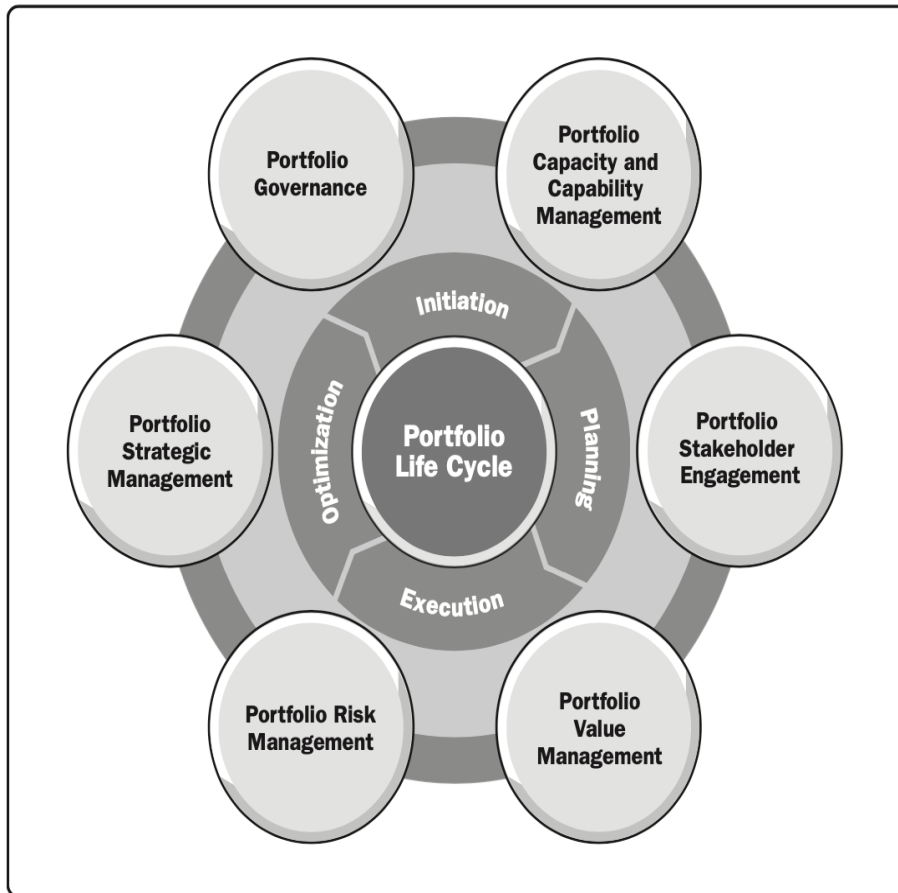 Portfolio
Governance
Portfolio
Capacity and
Capability
Management
Initiation
Portfolio
Strategic
Management
Optimization
Portfolio
Life Cycle
Planning
Portfolio
Stakeholder
Engagement
Execution
Portfolio Risk
Management
Portfolio
Value
Management